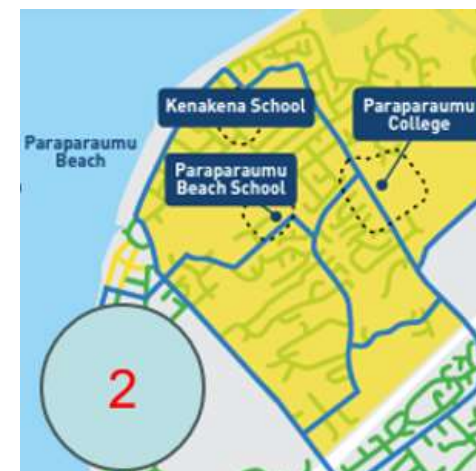 Kenakena School
Paraparaumu
College
Paraparaumu
Beach
Paraparaumu
Beach School
2